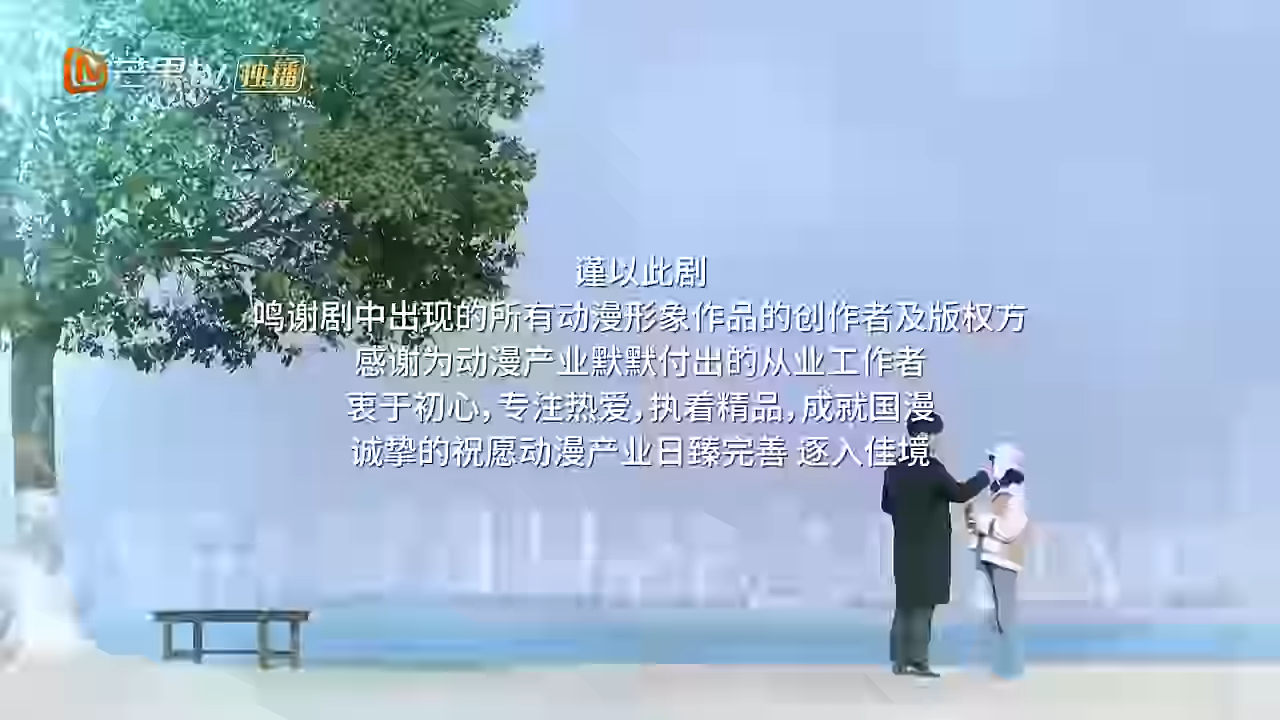 芒果tv 独播
谨以此剧
鸣谢剧中出现的所有动漫形象作品的创作者及版权方
感谢为动漫产业默默付出的从业工作者
衷于初心,专注热爱,执着精品,成就国漫
诚挚的祝愿动漫产业日臻完善 逐入佳境